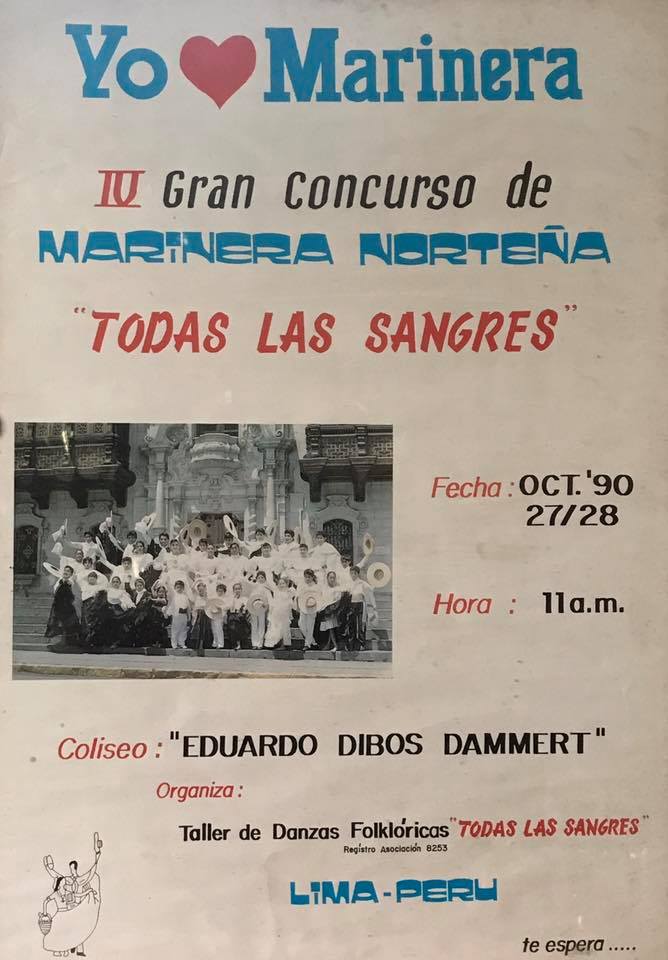 Yo ❤ Marinera
IV Gran Concurso de
MARINERA NORTEÑA
"TODAS LAS SANGRES"
Fecha : OCT. '90
27/28
Hora : 11 a.m.
Coliseo : "EDUARDO DIBOS DAMMERT"
Organiza :
Taller de Danzas Folklóricas "TODAS LAS SANGRES"
Registro Asociación 8253
LIMA - PERU
te espera .....